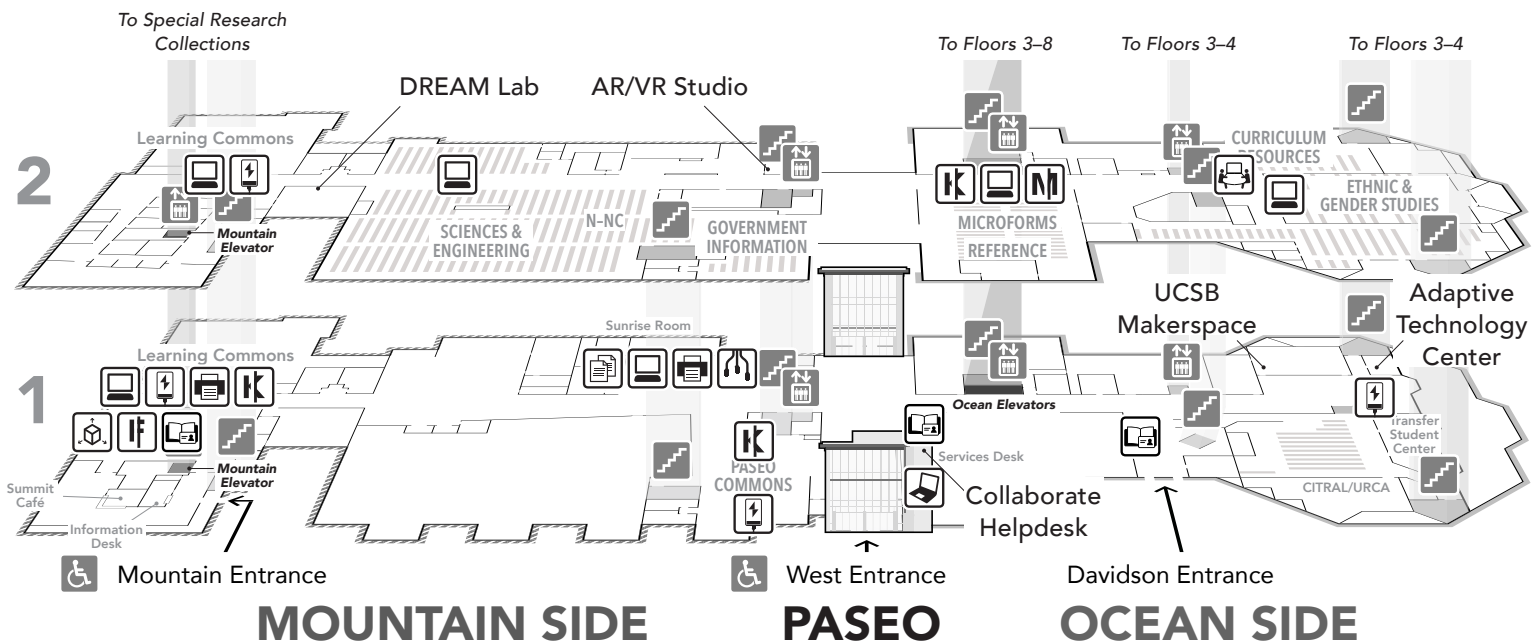 To Special Research
Collections
To Floors 3–8
To Floors 3–4
To Floors 3–4
DREAM Lab
AR/VR Studio
2
Learning Commons
Mountain
Elevator
SCIENCES &
ENGINEERING
N-NC
GOVERNMENT
INFORMATION
MICROFORMS
REFERENCE
CURRICULUM
RESOURCES
ETHNIC &
GENDER STUDIES
UCSB
Makerspace
Adaptive
Technology
Center
1
Learning Commons
Sunrise Room
Mountain
Elevator
Summit
Café
Information
Desk
PASEO
COMMONS
Ocean Elevators
Services Desk
Collaborate
Helpdesk
Transfer
Student
Center
CITRAL/URCA
Mountain Entrance
West Entrance
Davidson Entrance
MOUNTAIN SIDE
PASEO
OCEAN SIDE